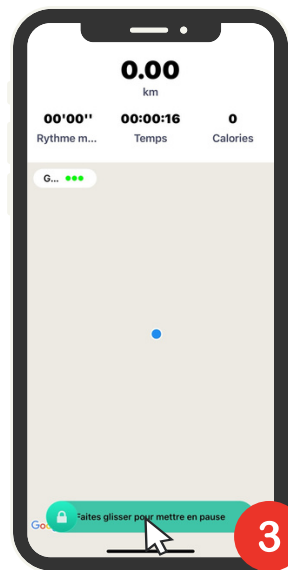 0.00
km
00'00''
00:00:16
0
Rythme m...
Temps
Calories
G...
Faites glisser pour mettre en pause
3